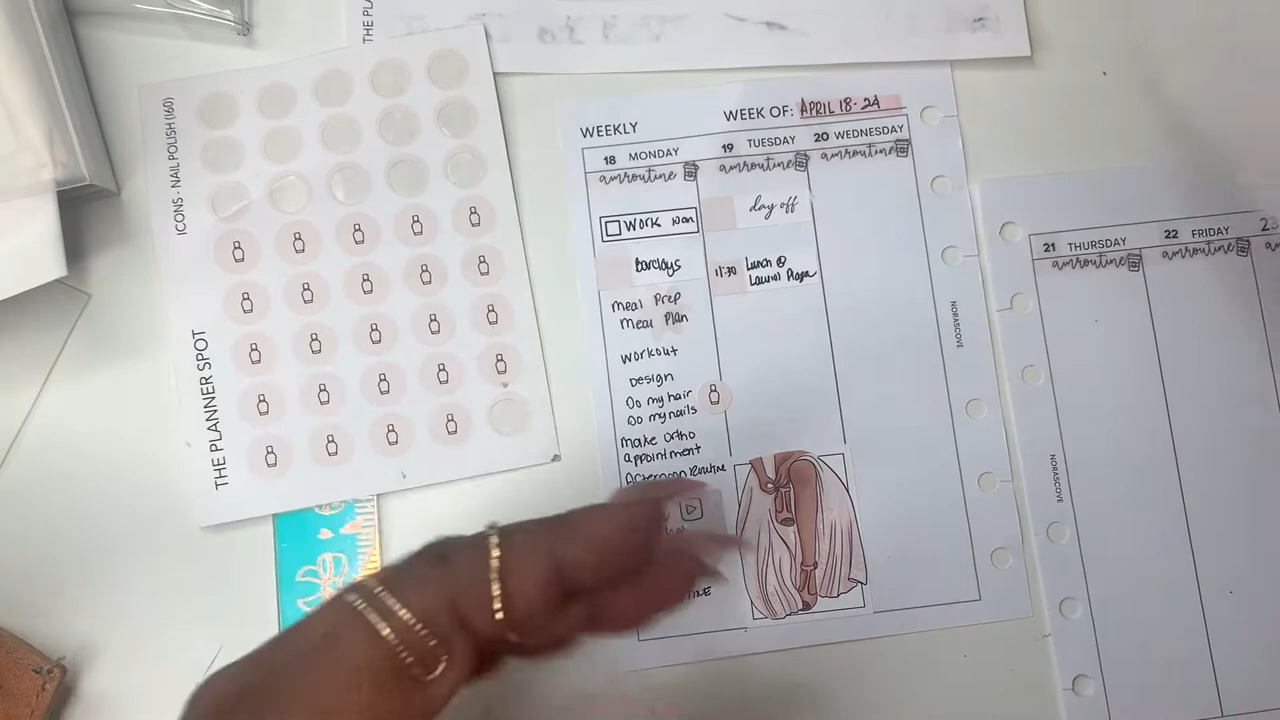 THE PL
ICONS - NAIL POLISH (160)
THE PLANNER SPOT
WEEKLY
WEEK OF: APRIL 18-24
18 MONDAY
19 TUESDAY
20 WEDNESDAY
amroutine
amroutine
amroutine
Work
day off
Barclays
11:30 Lunch @
Laurel Plaza
Meal Prep
Meal Plan
Workout
Design
Do my hair
Do my nails
Make Ortho
appointment
Afternoon Routine
NORASCOVE
21 THURSDAY
22 FRIDAY
amroutine
amroutine
NORASCOVE